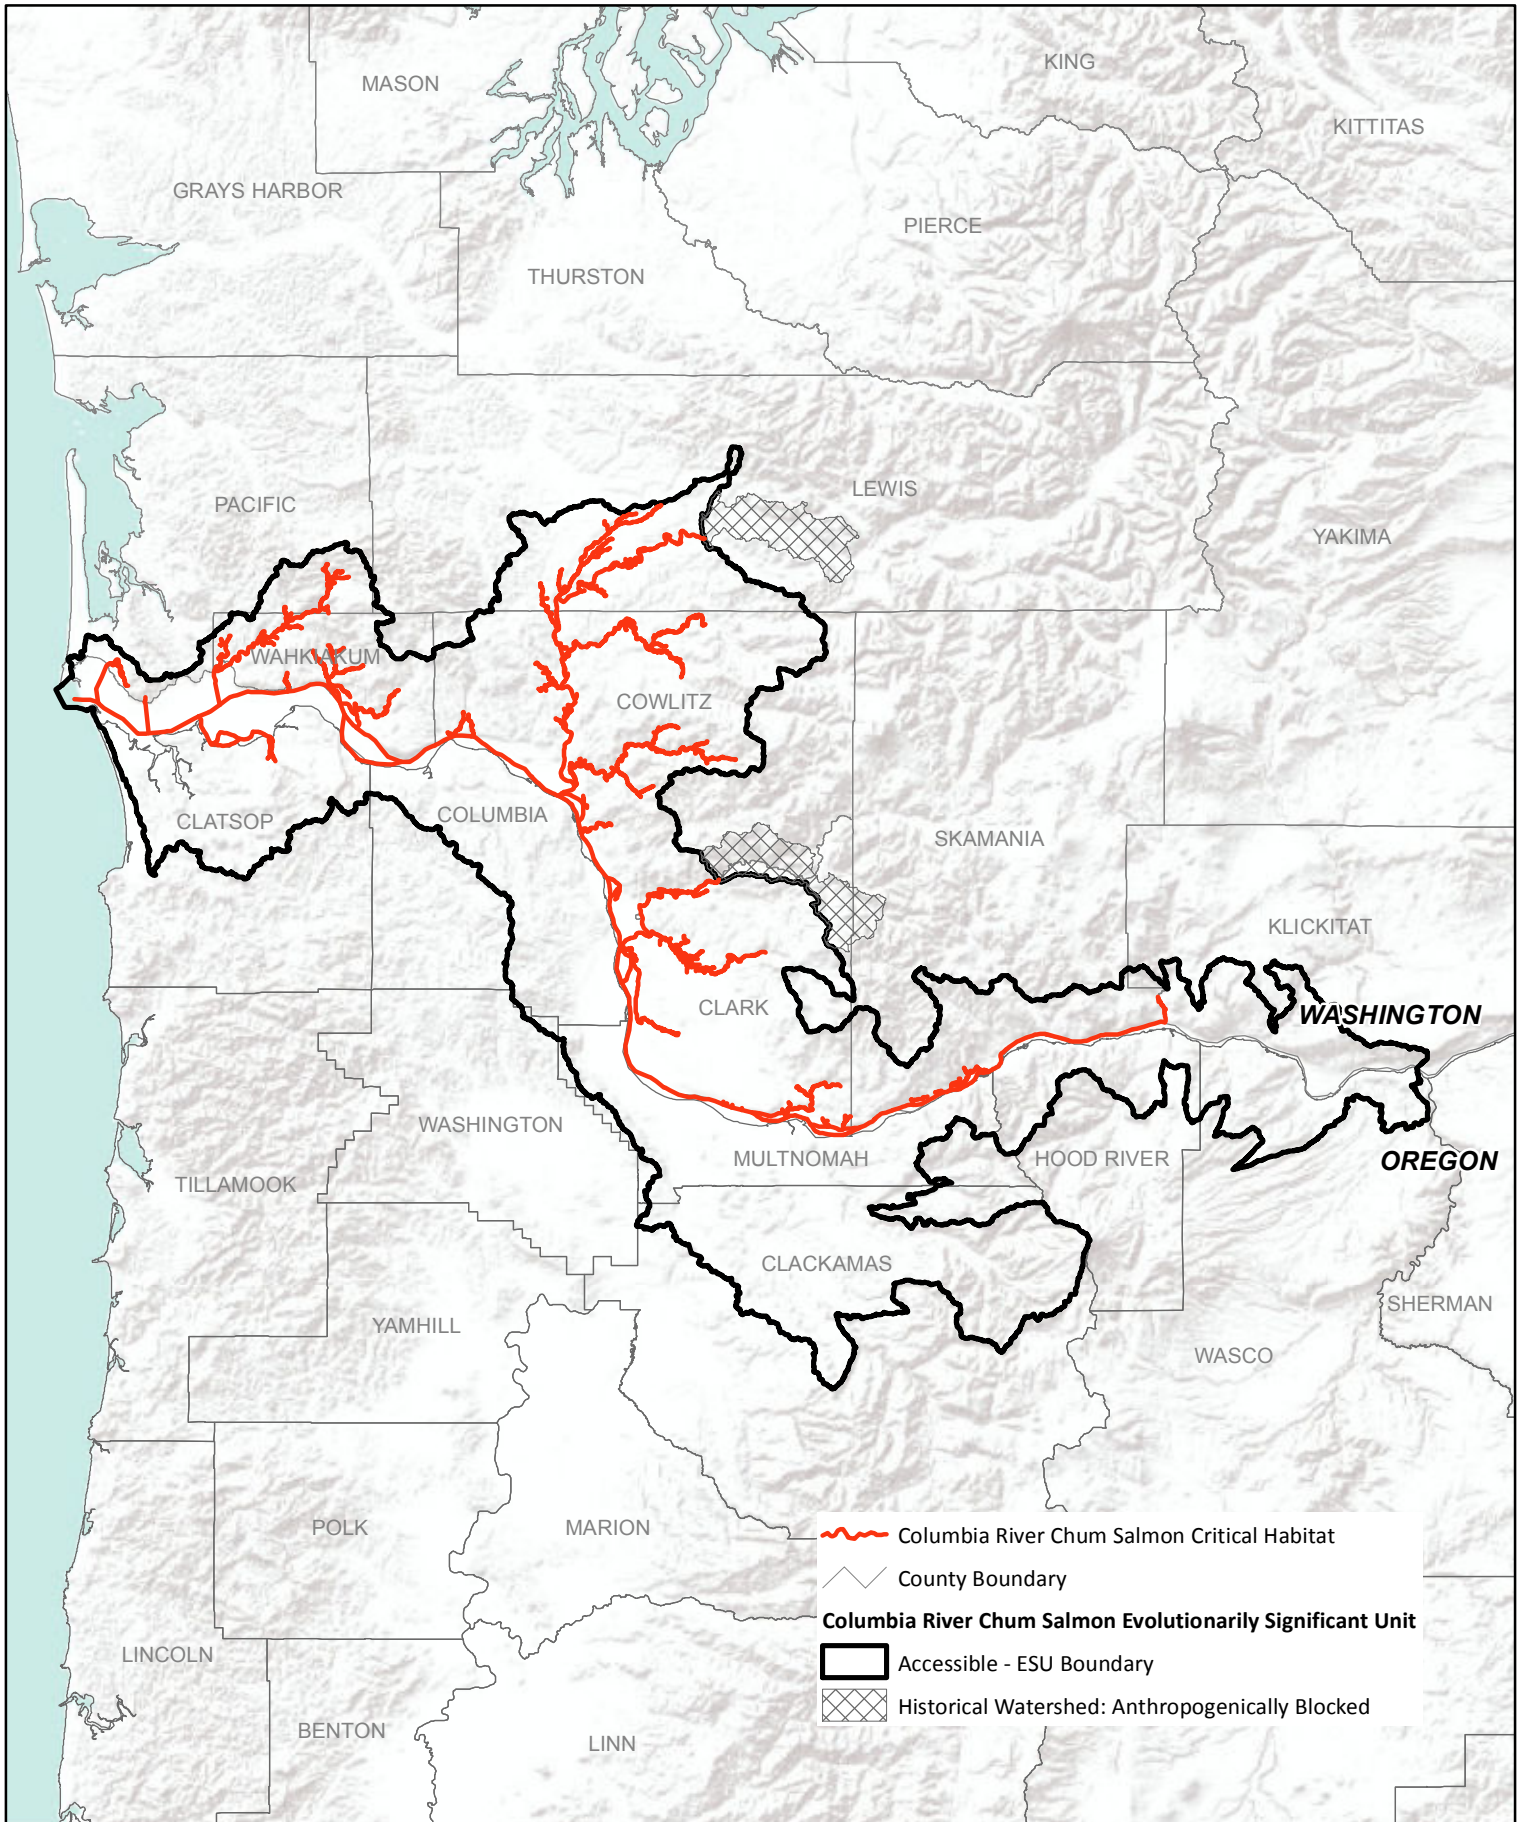 KING
MASON
KITTITAS
GRAYS HARBOR
PIERCE
THURSTON
LEWIS
PACIFIC
YAKIMA
WAHKIAKUM
COWLITZ
COLUMBIA
CLATSOP
SKAMANIA
KLICKITAT
CLARK
WASHINGTON
WASHINGTON
MULTNOMAH
HOOD RIVER
OREGON
TILLAMOOK
CLACKAMAS
SHERMAN
YAMHILL
WASCO
POLK
MARION
Columbia River Chum Salmon Critical Habitat
County Boundary
Columbia River Chum Salmon Evolutionarily Significant Unit
LINCOLN
Accessible - ESU Boundary
Historical Watershed: Anthropogenically Blocked
BENTON
LINN